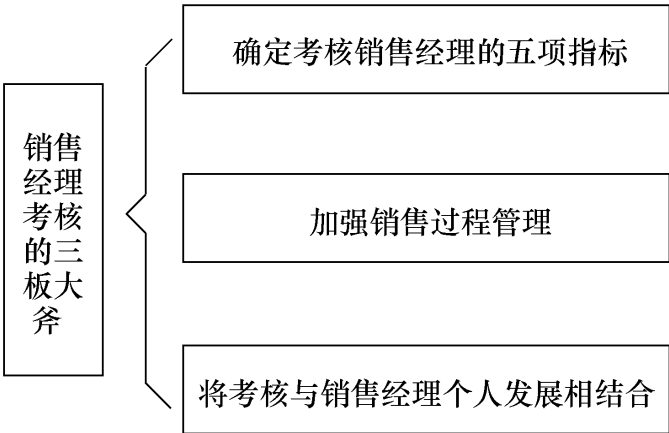 销售
经理
考核
的三
板大
斧
确定考核销售经理的五项指标
加强销售过程管理
将考核与销售经理个人发展相结合